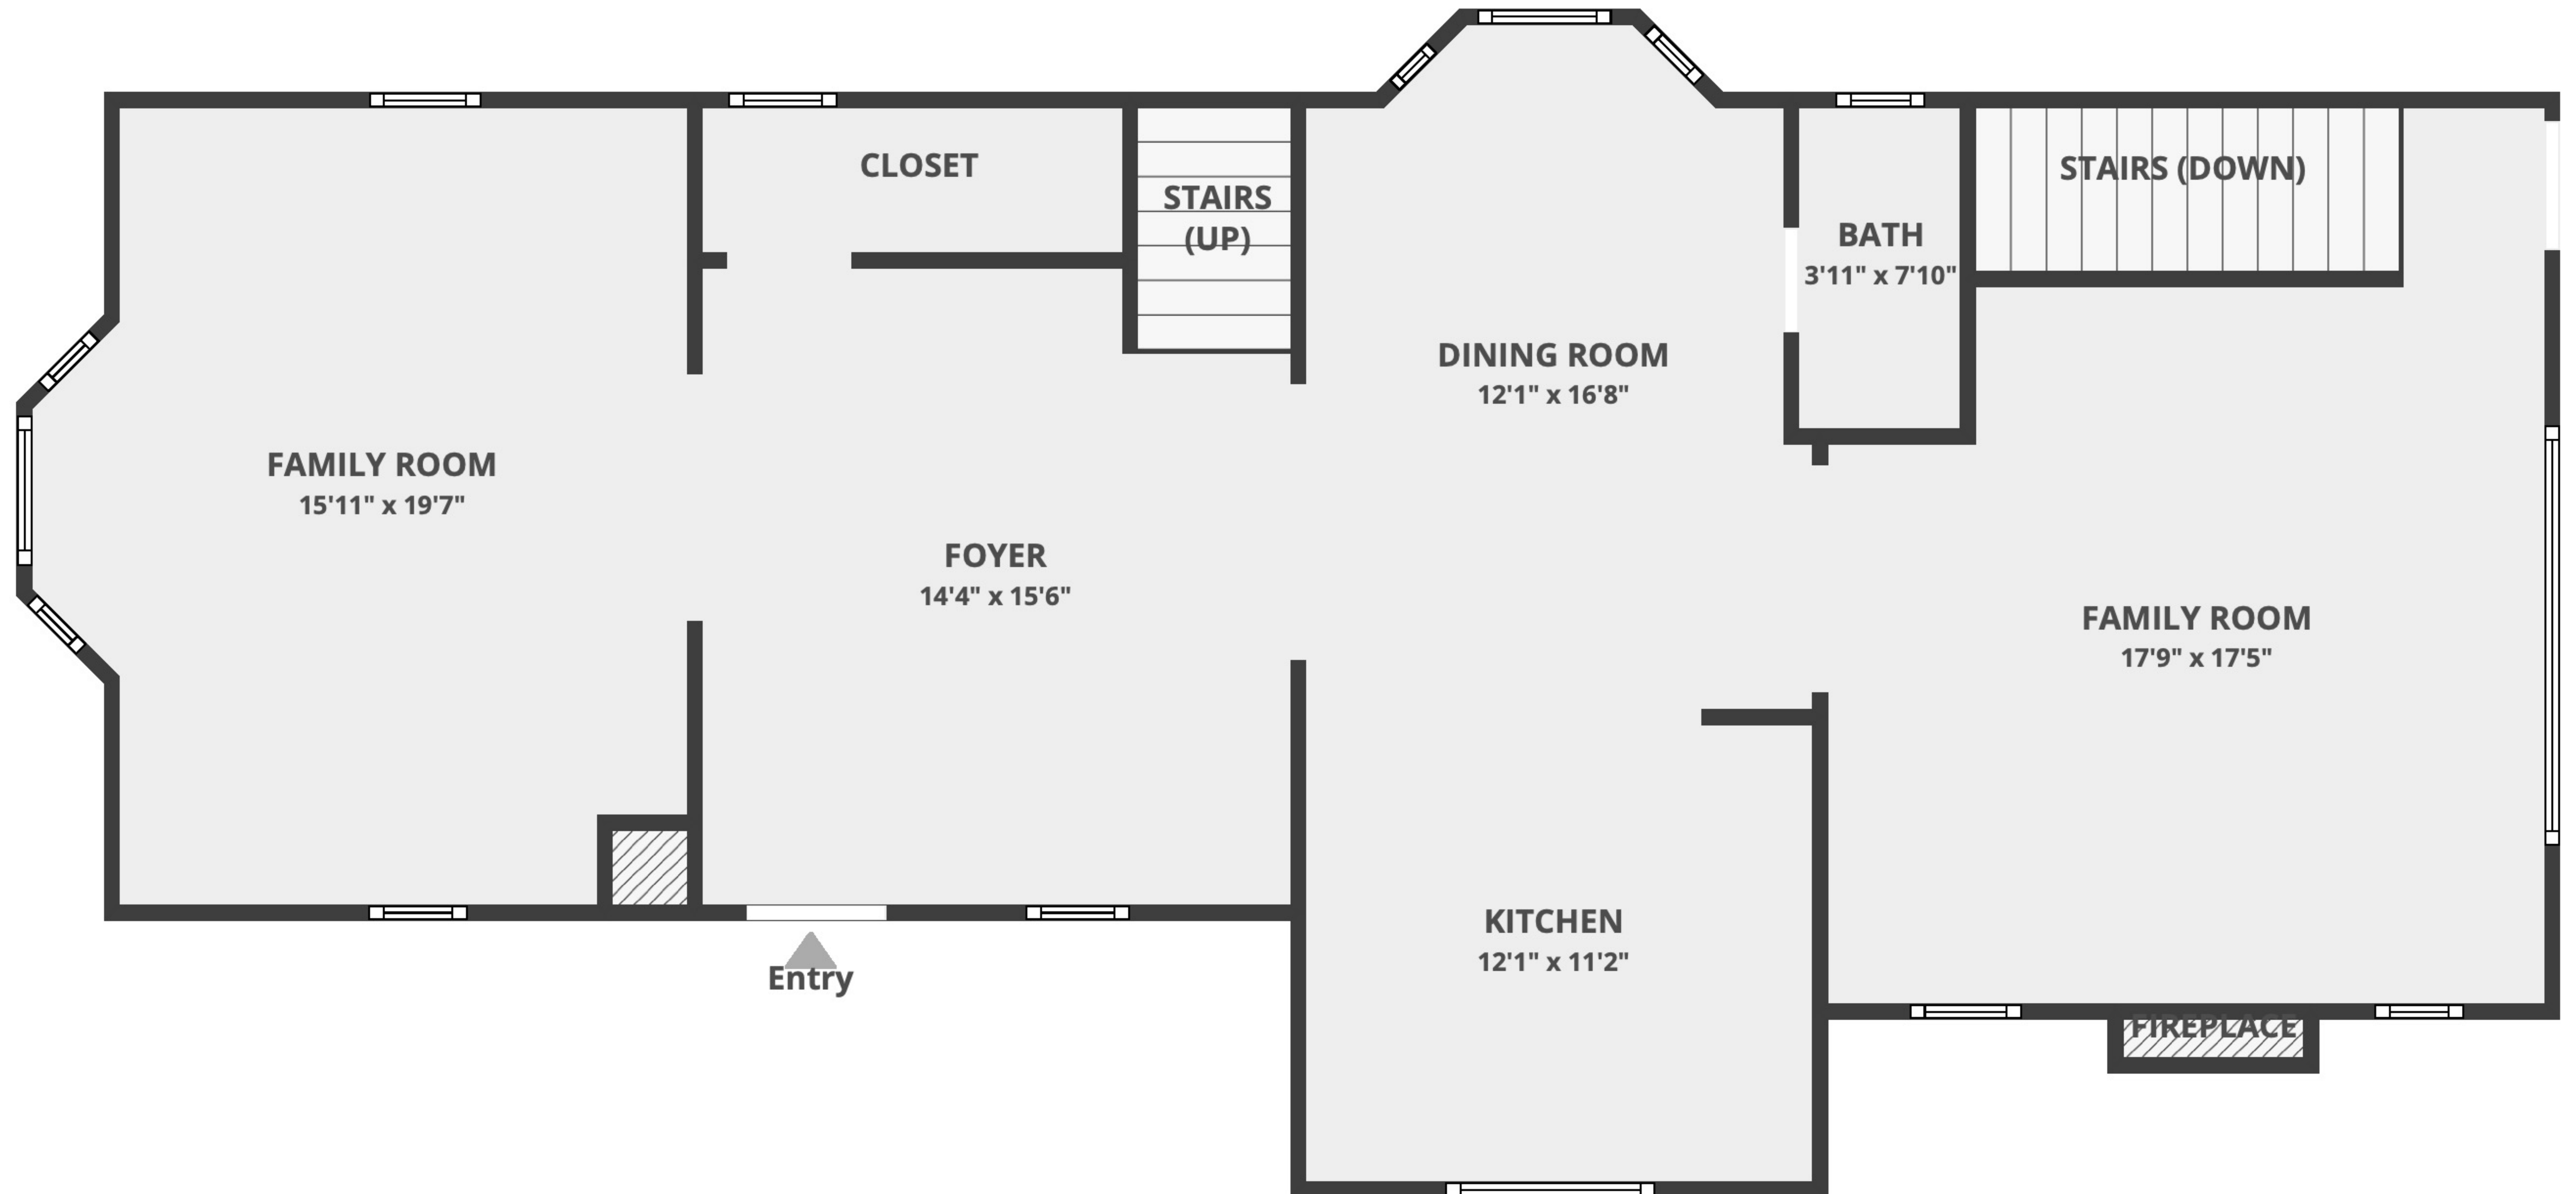 CLOSET
STAIRS
(UP)
STAIRS (DOWN)
BATH
3'11" x 7'10"
DINING ROOM
12'1" x 16'8"
FAMILY ROOM
15'11" x 19'7"
FOYER
14'4" x 15'6"
FAMILY ROOM
17'9" x 17'5"
KITCHEN
12'1" x 11'2"
Entry
FIREPLACE